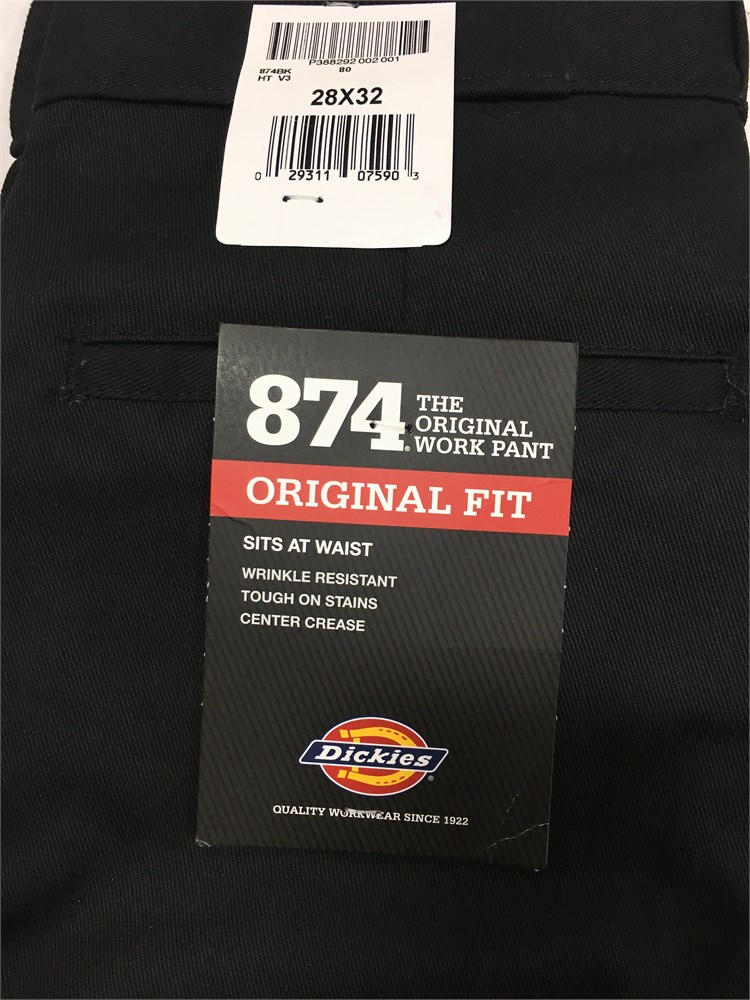 P388292 002 001
874BK 80
HT V3
28X32
0 29311 07590 3
874® THE
ORIGINAL
WORK PANT
ORIGINAL FIT
SITS AT WAIST
WRINKLE RESISTANT
TOUGH ON STAINS
CENTER CREASE
Dickies®
QUALITY WORKWEAR SINCE 1922